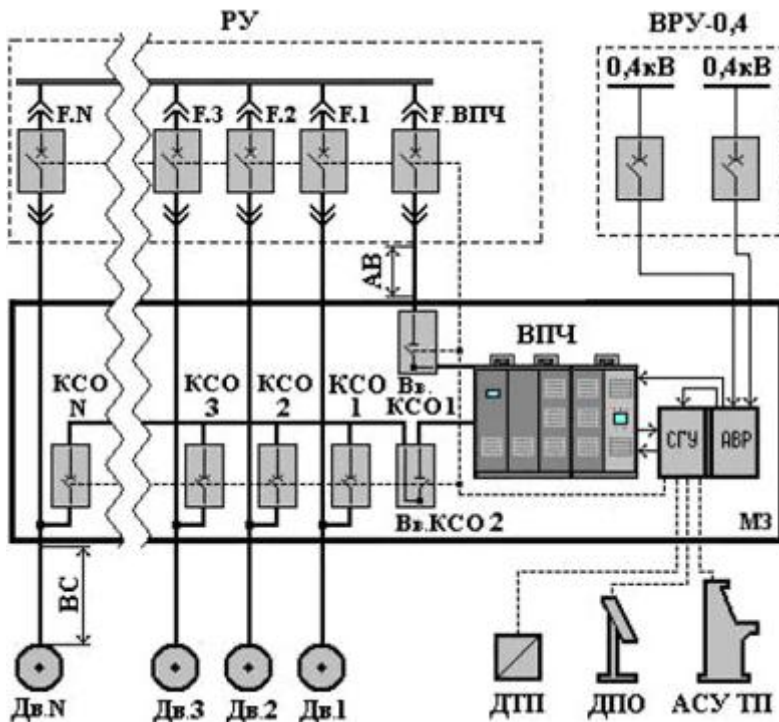 РУ
ВРУ-0,4
0,4кВ 0,4кВ
F.N F.3 F.2 F.1 F.ВПЧ
АВ
ВПЧ
КСО N
КСО 3
КСО 2
КСО 1
Вв. КСО1
СГУ АВР
Вв.КСО 2
МЗ
ВС
Дв.N Дв.3 Дв.2 Дв.1
ДТП ДПО АСУ ТП